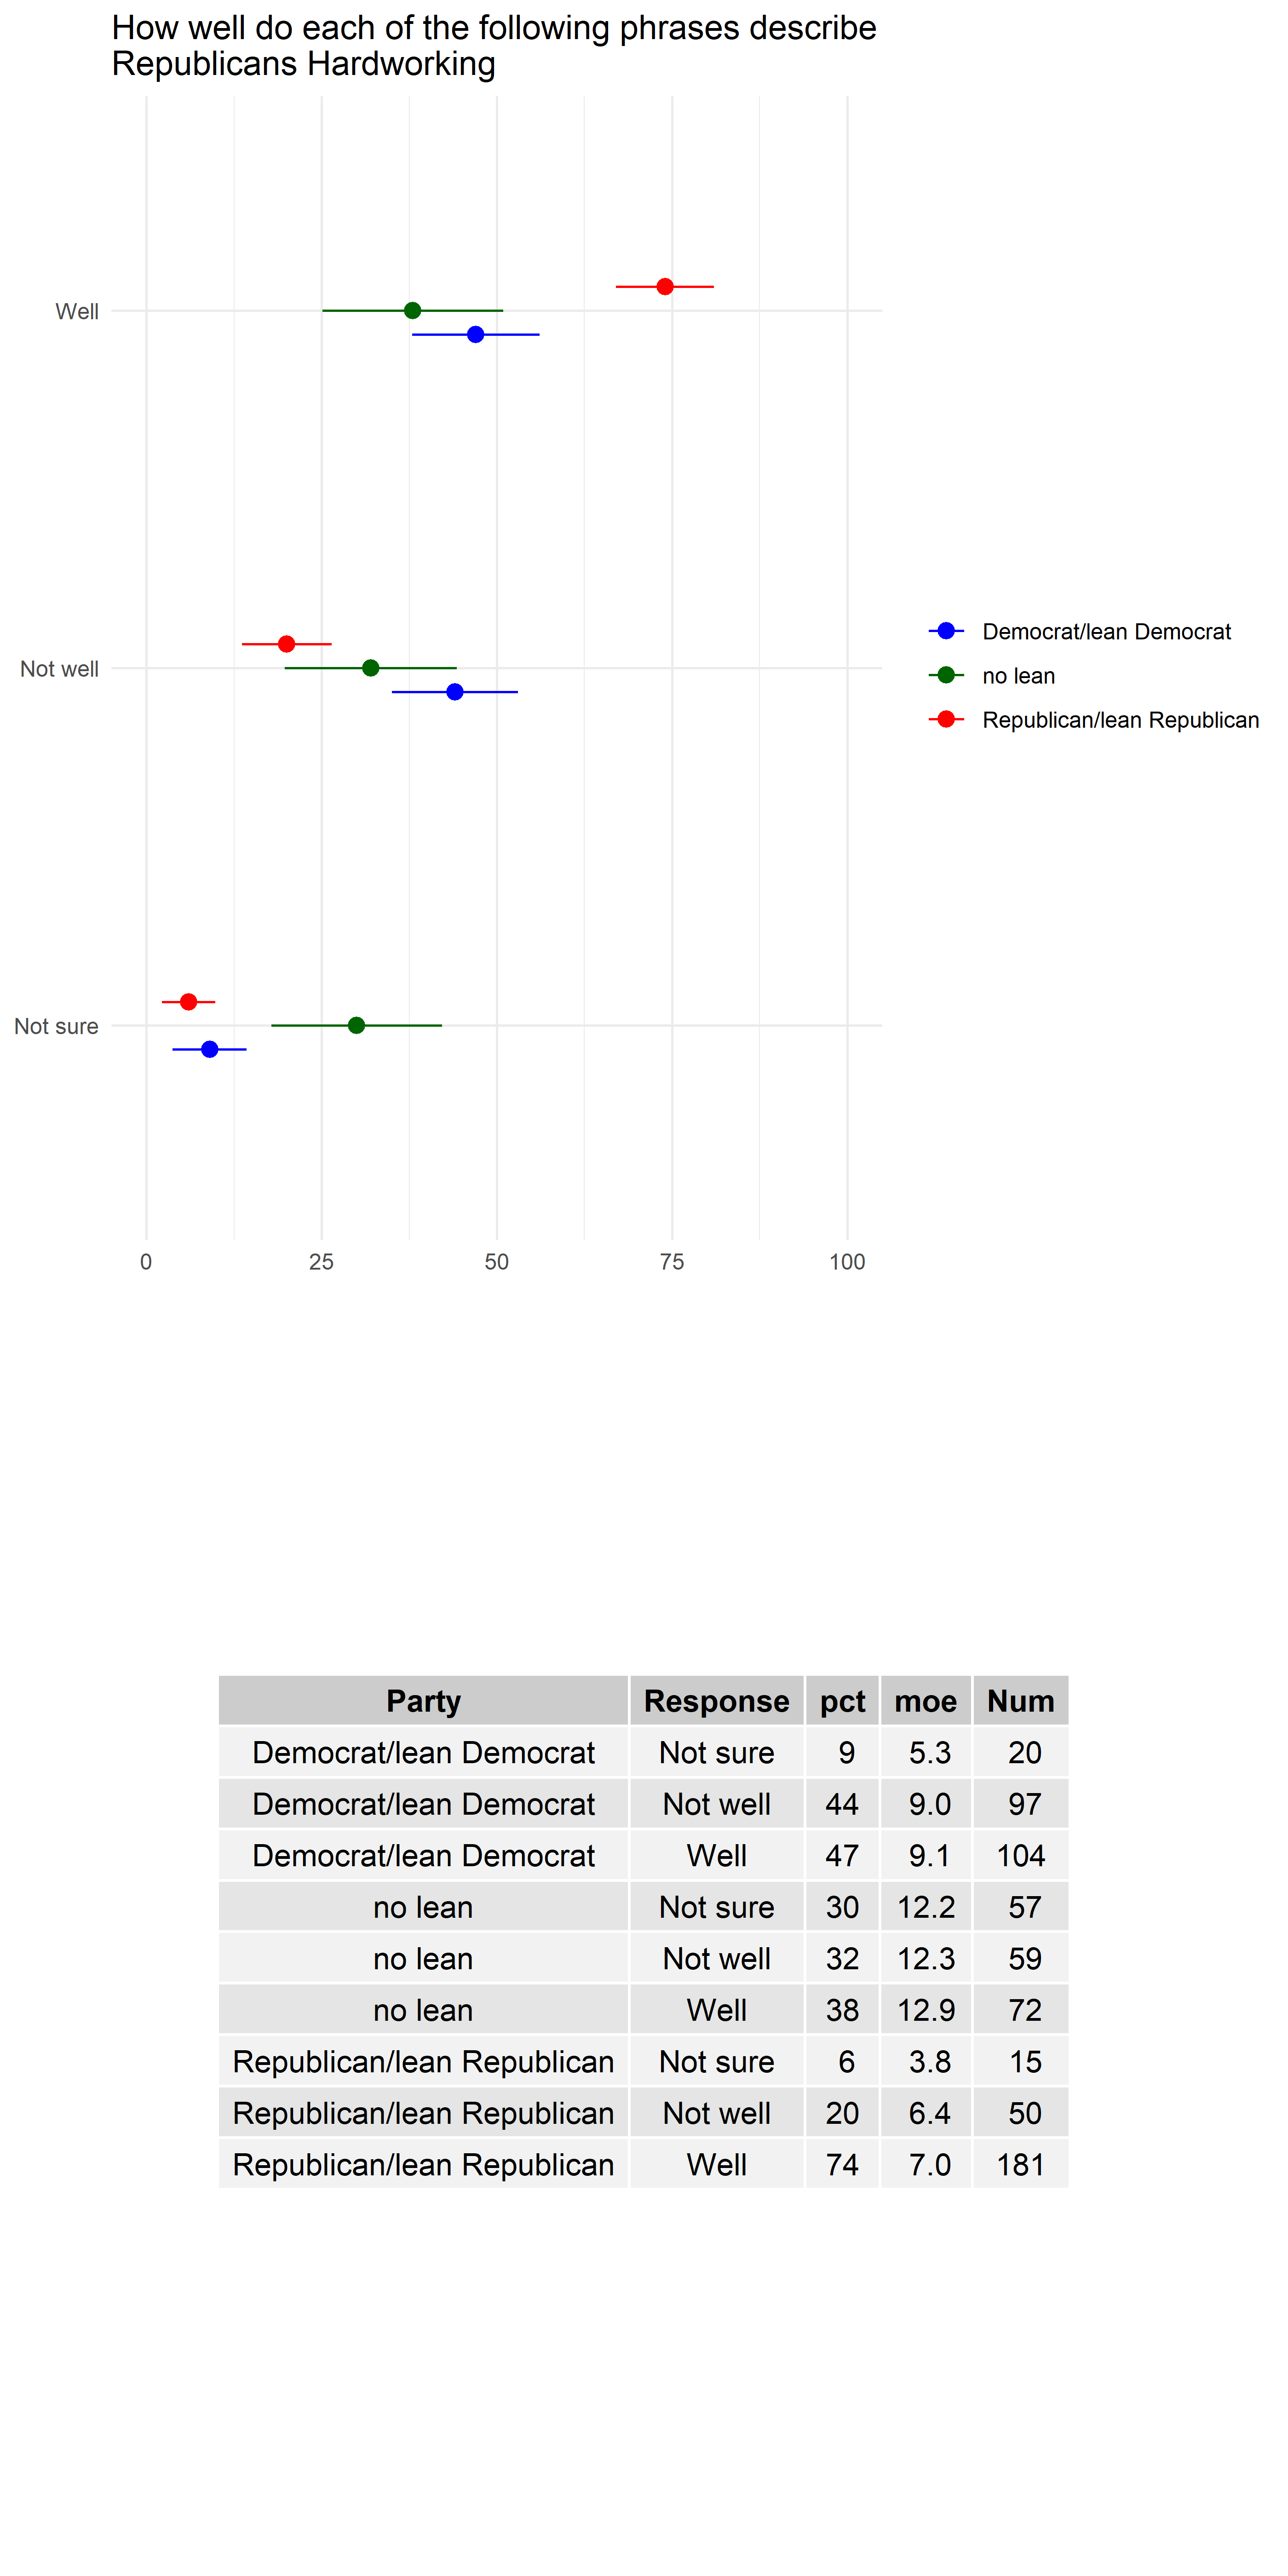 How well do each of the following phrases describe
Republicans Hardworking
Well
Not well
Not sure
0 25 50 75 100
Democrat/lean Democrat
no lean
Republican/lean Republican
Party Response pct moe Num
Democrat/lean Democrat Not sure 9 5.3 20
Democrat/lean Democrat Not well 44 9.0 97
Democrat/lean Democrat Well 47 9.1 104
no lean Not sure 30 12.2 57
no lean Not well 32 12.3 59
no lean Well 38 12.9 72
Republican/lean Republican Not sure 6 3.8 15
Republican/lean Republican Not well 20 6.4 50
Republican/lean Republican Well 74 7.0 181